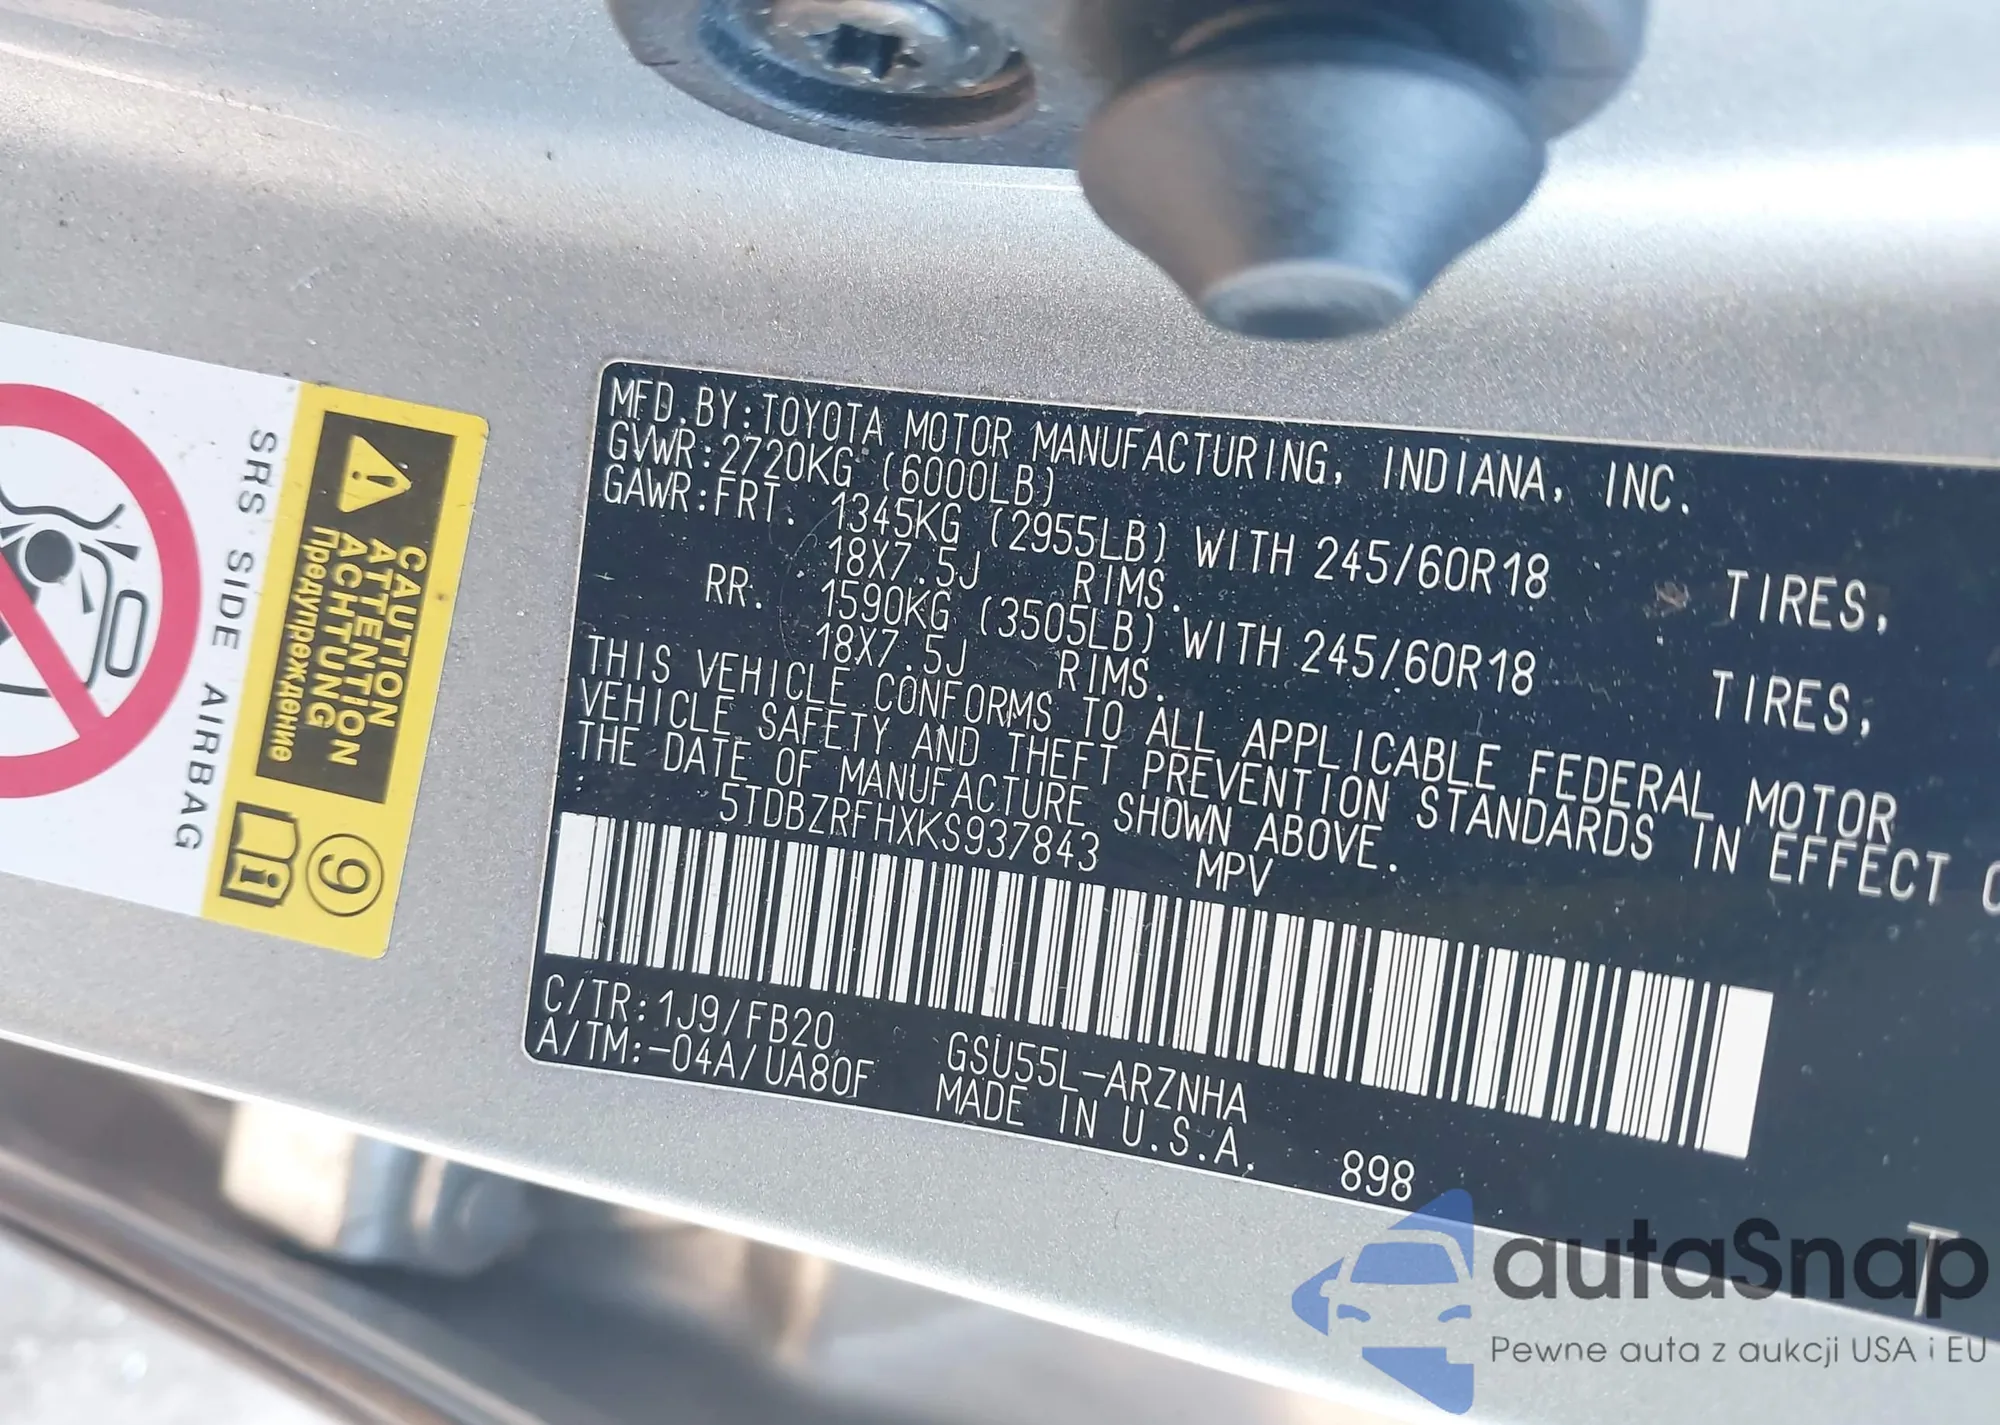 MFD.BY:TOYOTA MOTOR MANUFACTURING, INDIANA, INC.
GVWR:2720KG (6000LB)
GAWR:FRT. 1345KG (2955LB) WITH 245/60R18 TIRES,
18X7.5J RIMS.
RR. 1590KG (3505LB) WITH 245/60R18 TIRES,
18X7.5J RIMS.
THIS VEHICLE CONFORMS TO ALL APPLICABLE FEDERAL MOTOR
VEHICLE SAFETY AND THEFT PREVENTION STANDARDS IN EFFECT
THE DATE OF MANUFACTURE SHOWN ABOVE.
5TDBZRFHXKS937843 MPV
C/TR:1J9/FB20 GSU55L-ARZNHA
A/TM:-04A/UA80F MADE IN U.S.A. 898
SRS SIDE AIRBAG
CAUTION
ATTENTION
ACHTUNG
Предупреждение
9
autaSnap
Pewne auta z aukcji USA i EU